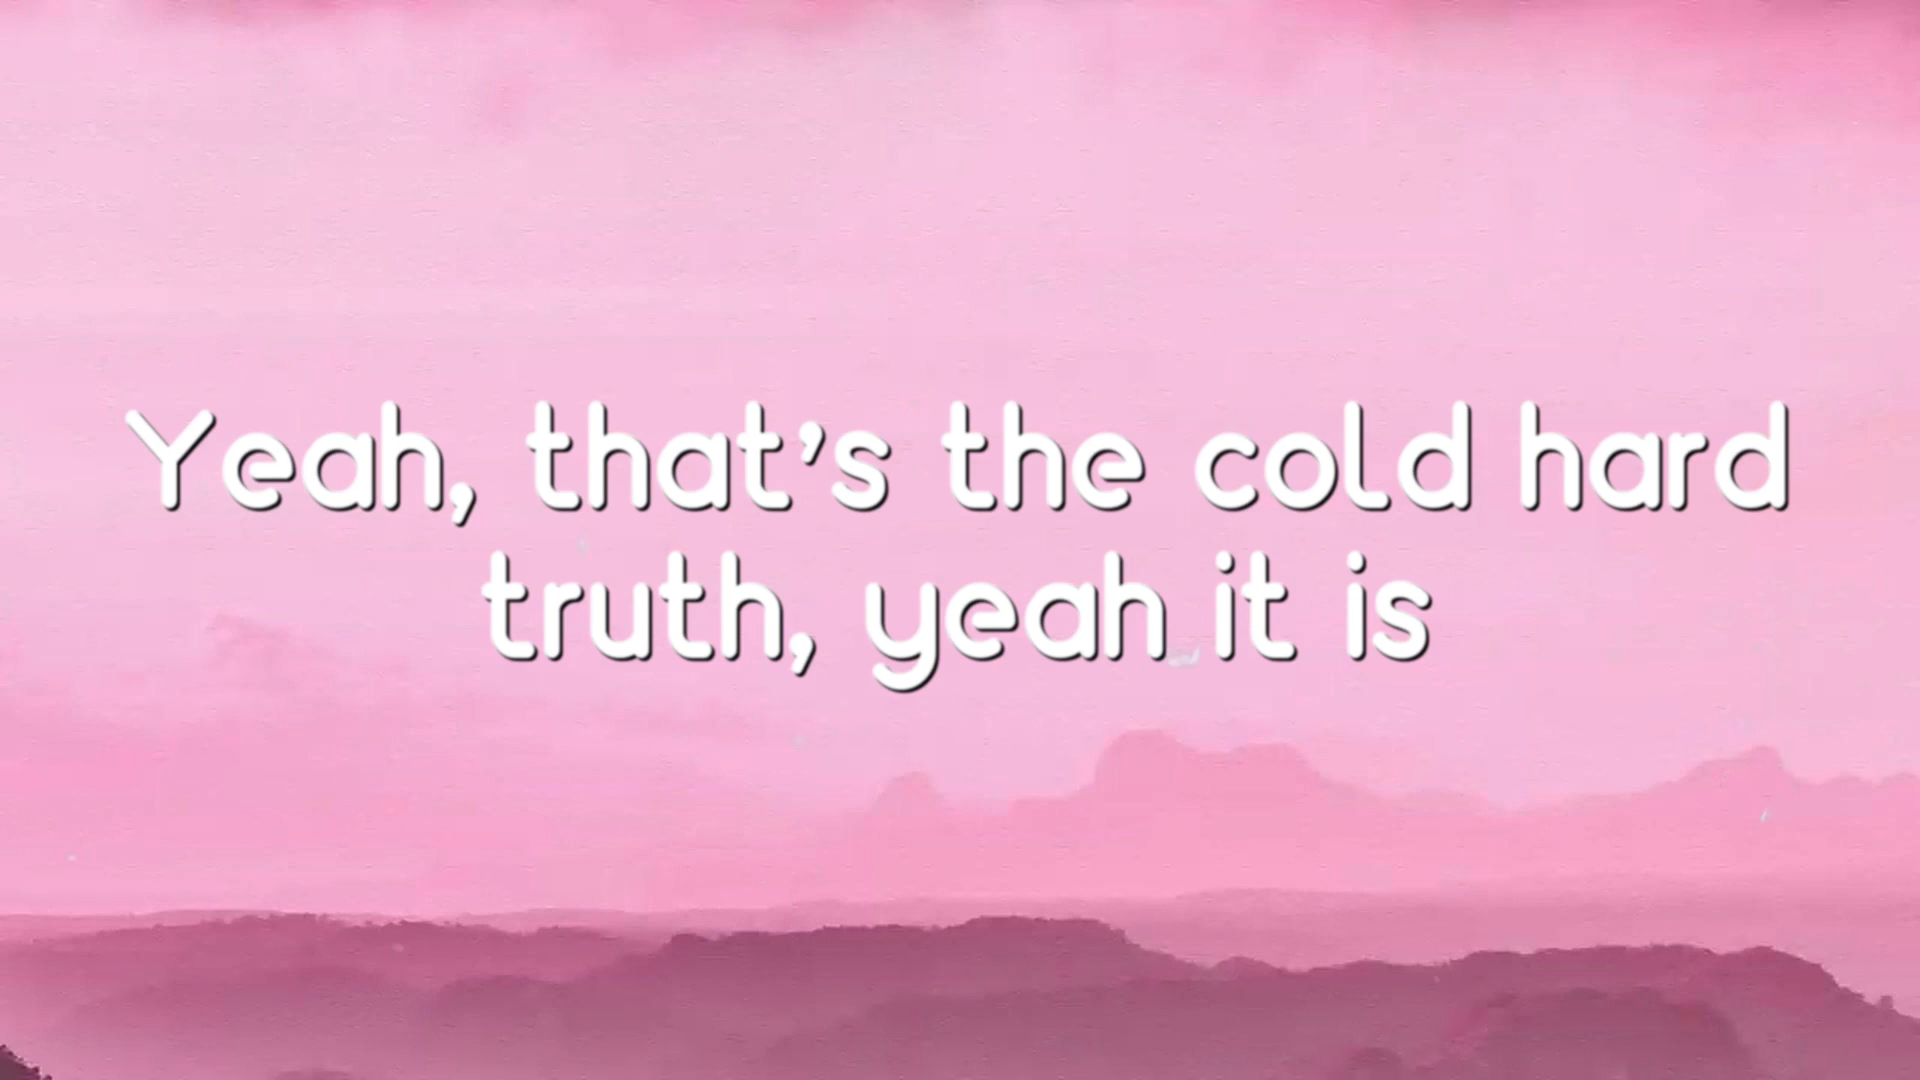 Yeah, that's the cold hard
truth, yeah it is